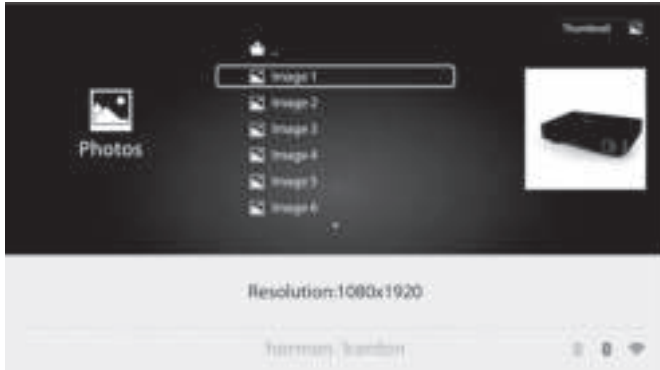 Thumbnail
..
Image 1
Image 2
Image 3
Image 4
Image 5
Image 6
Photos
Resolution:1080x1920
harman kardon